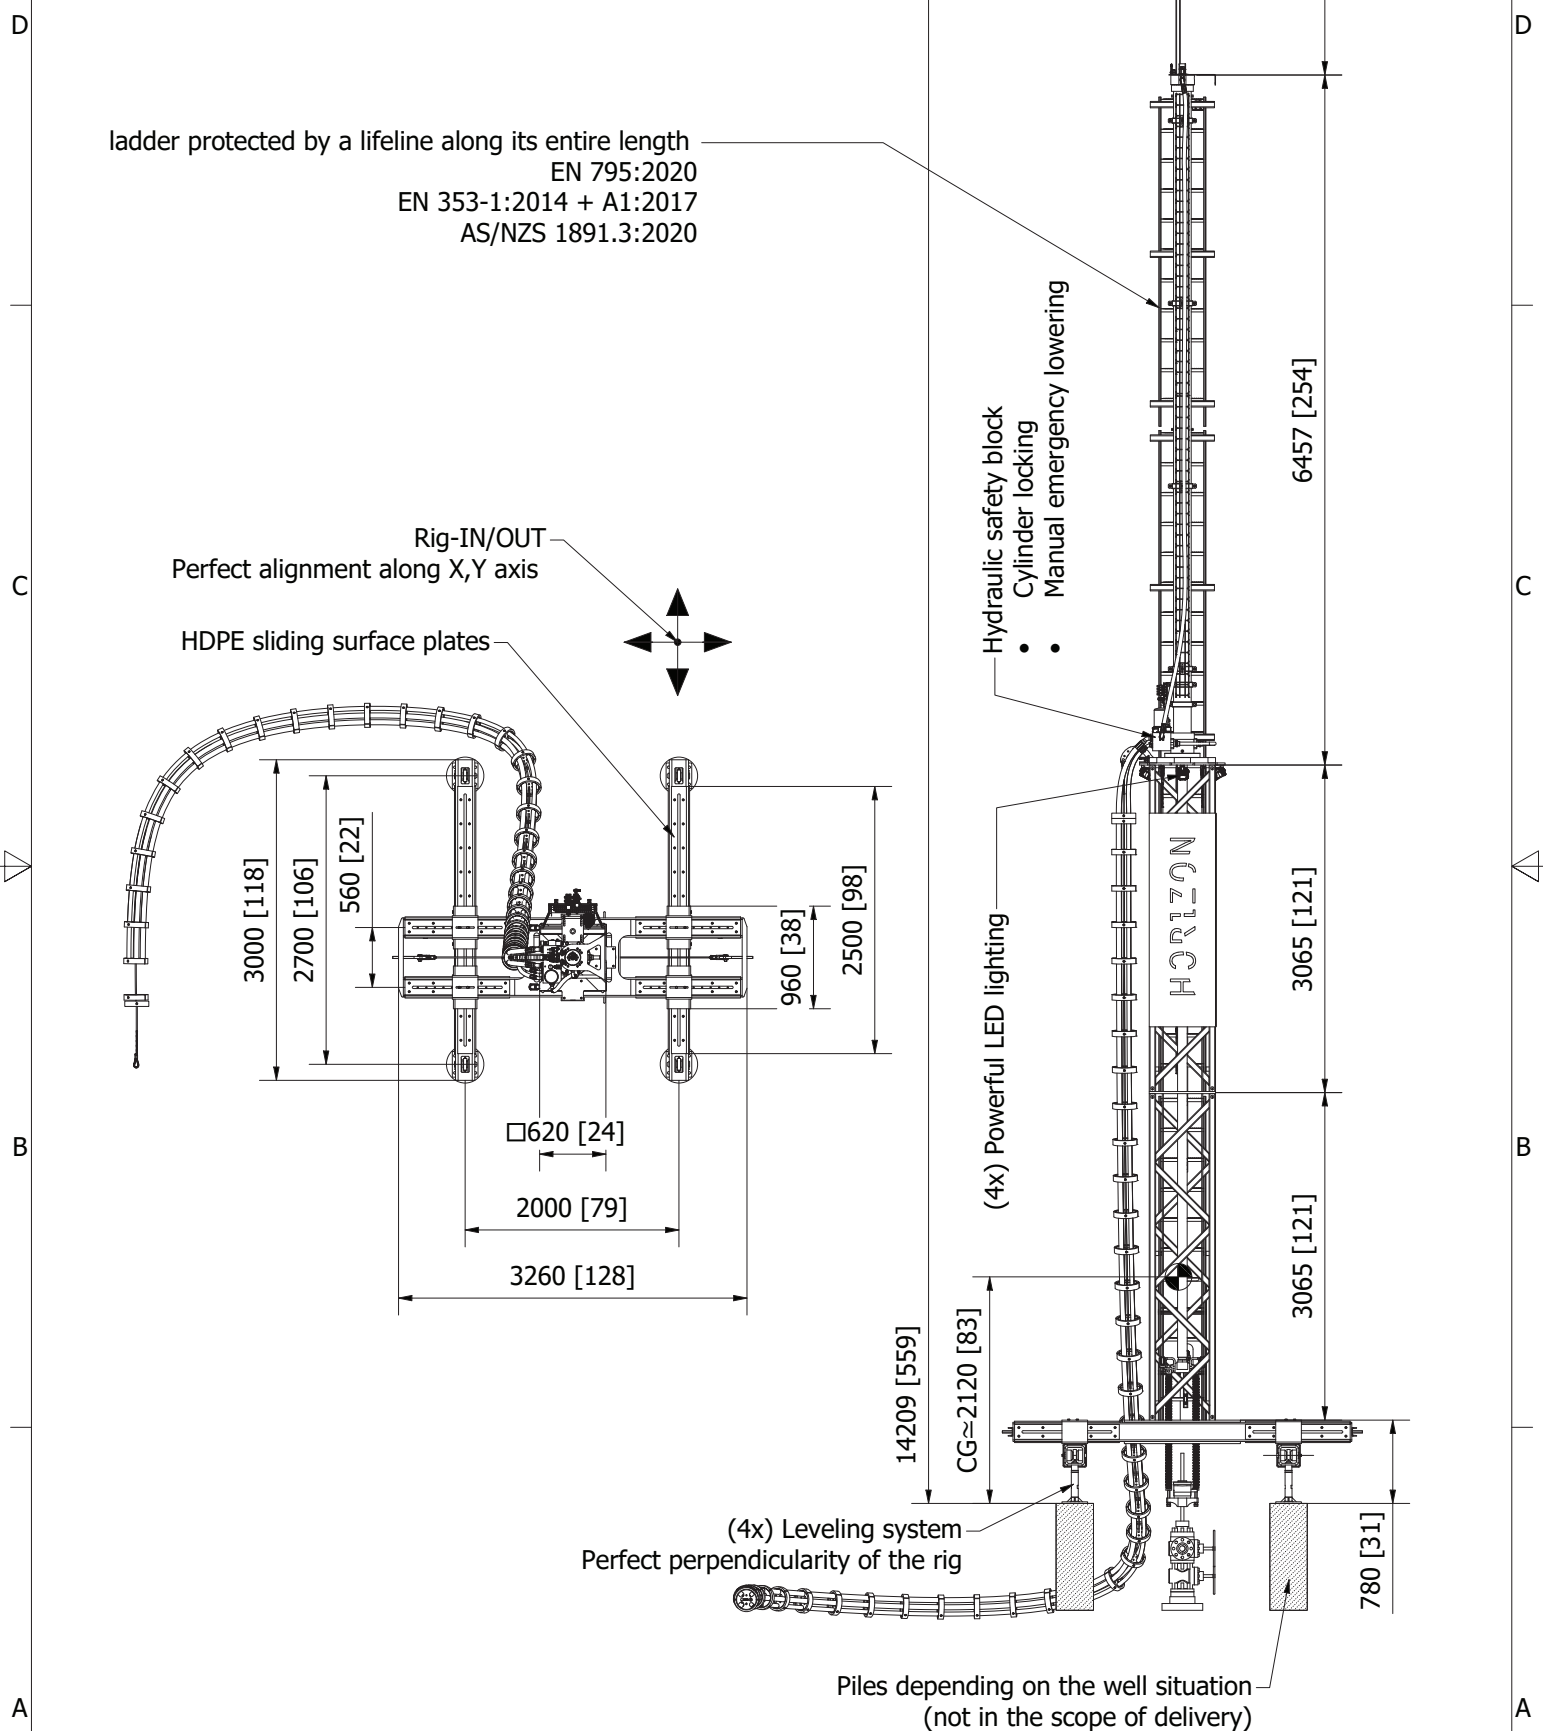 D
D
ladder protected by a lifeline along its entire length
EN 795:2020
EN 353-1:2014 + A1:2017
AS/NZS 1891.3:2020
6457 [254]
Hydraulic safety block
• Cylinder locking
• Manual emergency lowering
Rig-IN/OUT
Perfect alignment along X,Y axis
HDPE sliding surface plates
C
C
3000 [118]
2700 [106]
560 [22]
960 [38]
2500 [98]
3065 [121]
(4x) Powerful LED lighting
□620 [24]
2000 [79]
3260 [128]
B
B
3065 [121]
14209 [559]
CG≃2120 [83]
780 [31]
(4x) Leveling system
Perfect perpendicularity of the rig
Piles depending on the well situation
(not in the scope of delivery)
A
A